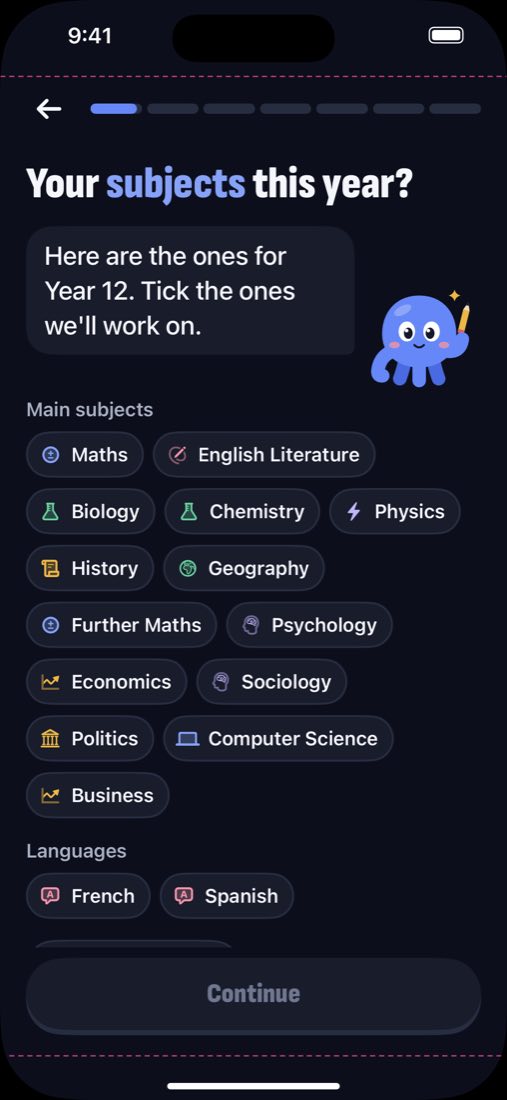 9:41
Your subjects this year?
Here are the ones for
Year 12. Tick the ones
we'll work on.
Main subjects
Maths
English Literature
Biology
Chemistry
Physics
History
Geography
Further Maths
Psychology
Economics
Sociology
Politics
Computer Science
Business
Languages
French
Spanish
Continue